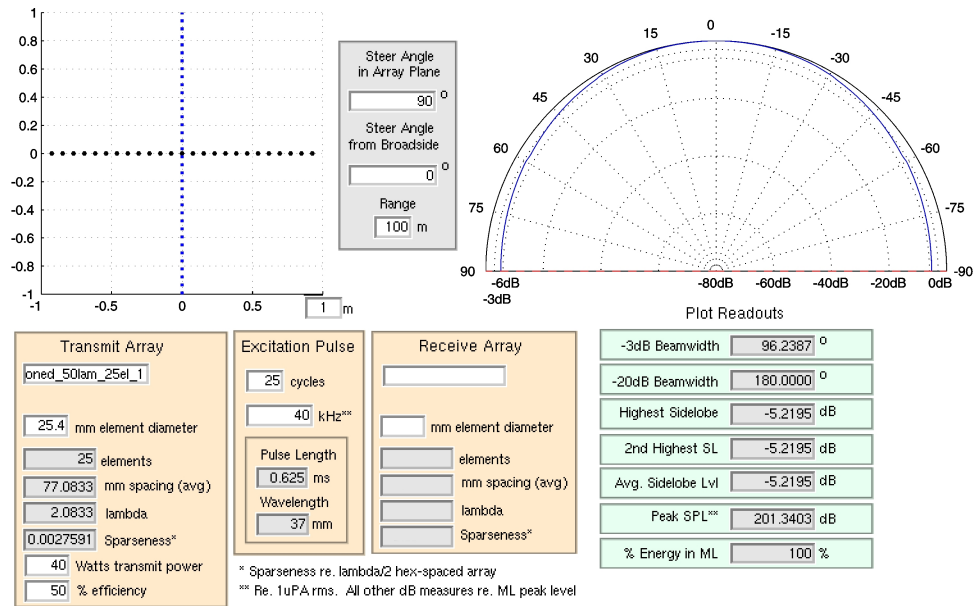 1
0.8
0.6
0.4
0.2
0
-0.2
-0.4
-0.6
-0.8
-1
-1 -0.5 0 0.5 1 m
Steer Angle
in Array Plane
90 o
Steer Angle
from Broadside
0 o
Range
100 m
0
15 -15
30 -30
45 -45
60 -60
75 -75
90 -90
-6dB -80dB -60dB -40dB -20dB 0dB
-3dB
Transmit Array
oned_50lam_25el_1
25.4 mm element diameter
25 elements
77.0833 mm spacing (avg)
2.0833 lambda
0.0027591 Sparseness*
40 Watts transmit power
50 % efficiency
Excitation Pulse
25 cycles
40 kHz**
Pulse Length
0.625 ms
Wavelength
37 mm
Receive Array
mm element diameter
elements
mm spacing (avg)
lambda
Sparseness*
* Sparseness re. lambda/2 hex-spaced array
** Re. 1uPA rms. All other dB measures re. ML peak level
Plot Readouts
-3dB Beamwidth 96.2387 o
-20dB Beamwidth 180.0000 o
Highest Sidelobe -5.2195 dB
2nd Highest SL -5.2195 dB
Avg. Sidelobe Lvl -5.2195 dB
Peak SPL** 201.3403 dB
% Energy in ML 100 %